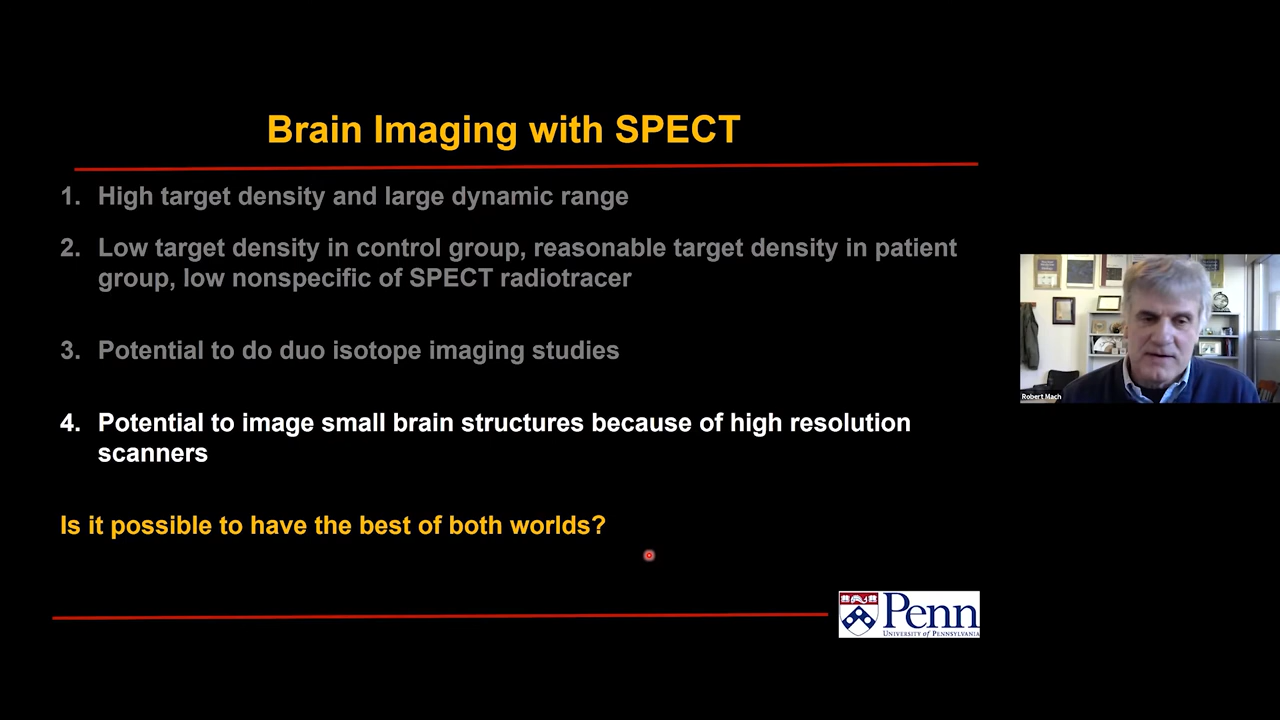 Brain Imaging with SPECT
1. High target density and large dynamic range
2. Low target density in control group, reasonable target density in patient
group, low nonspecific of SPECT radiotracer
3. Potential to do duo isotope imaging studies
4. Potential to image small brain structures because of high resolution
scanners
Is it possible to have the best of both worlds?
Robert Mach
Penn
UNIVERSITY of PENNSYLVANIA